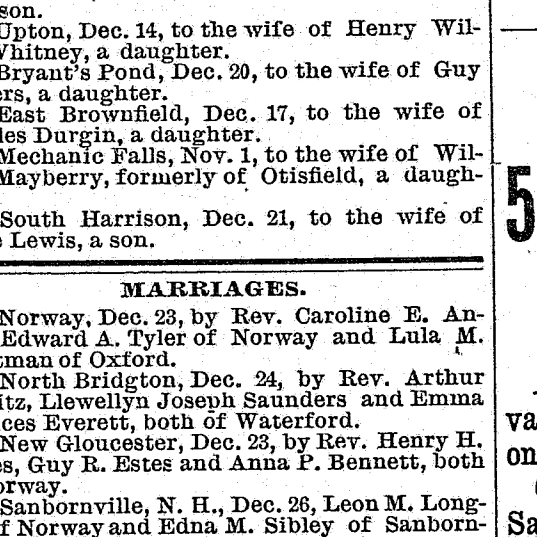 son.
Upton, Dec. 14, to the wife of Henry Wil-
Whitney, a daughter.
Bryant's Pond, Dec. 20, to the wife of Guy
ers, a daughter.
East Brownfield, Dec. 17, to the wife of
les Durgin, a daughter.
Mechanic Falls, Nov. 1, to the wife of Wil-
Mayberry, formerly of Otisfield, a daugh-
South Harrison, Dec. 21, to the wife of
e Lewis, a son.
MARRIAGES.
Norway, Dec. 23, by Rev. Caroline E. An-
Edward A. Tyler of Norway and Lula M.
tman of Oxford.
North Bridgton, Dec. 24, by Rev. Arthur
itz, Llewellyn Joseph Saunders and Emma
ces Everett, both of Waterford.
New Gloucester, Dec. 23, by Rev. Henry H.
es, Guy R. Estes and Anna P. Bennett, both
orway.
Sanbornville, N. H., Dec. 26, Leon M. Long-
f Norway and Edna M. Sibley of Sanborn-
5
va
on
Sa